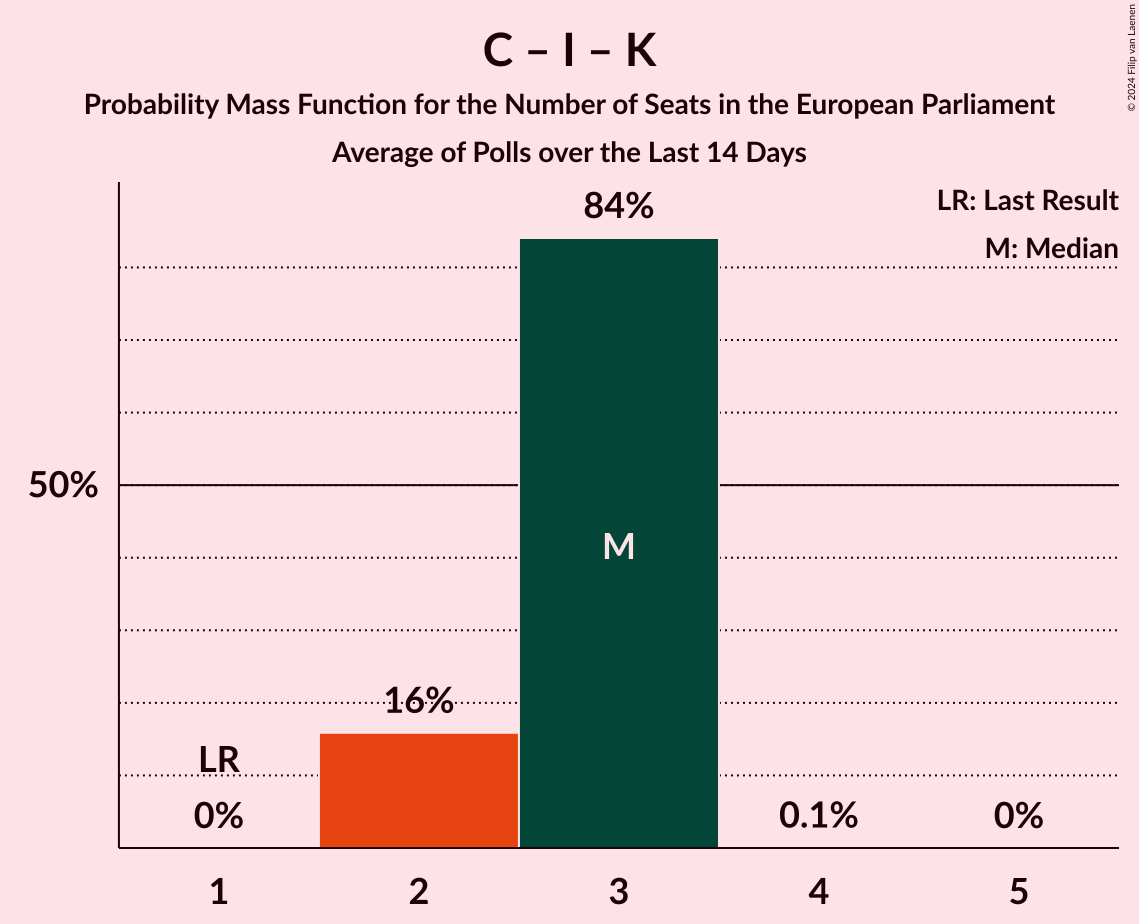 C – I – K
Probability Mass Function for the Number of Seats in the European Parliament
Average of Polls over the Last 14 Days
© 2024 Filip van Laenen
LR: Last Result
M: Median
84%
50%
M
16%
LR
0%
0.1%
0%
1
2
3
4
5